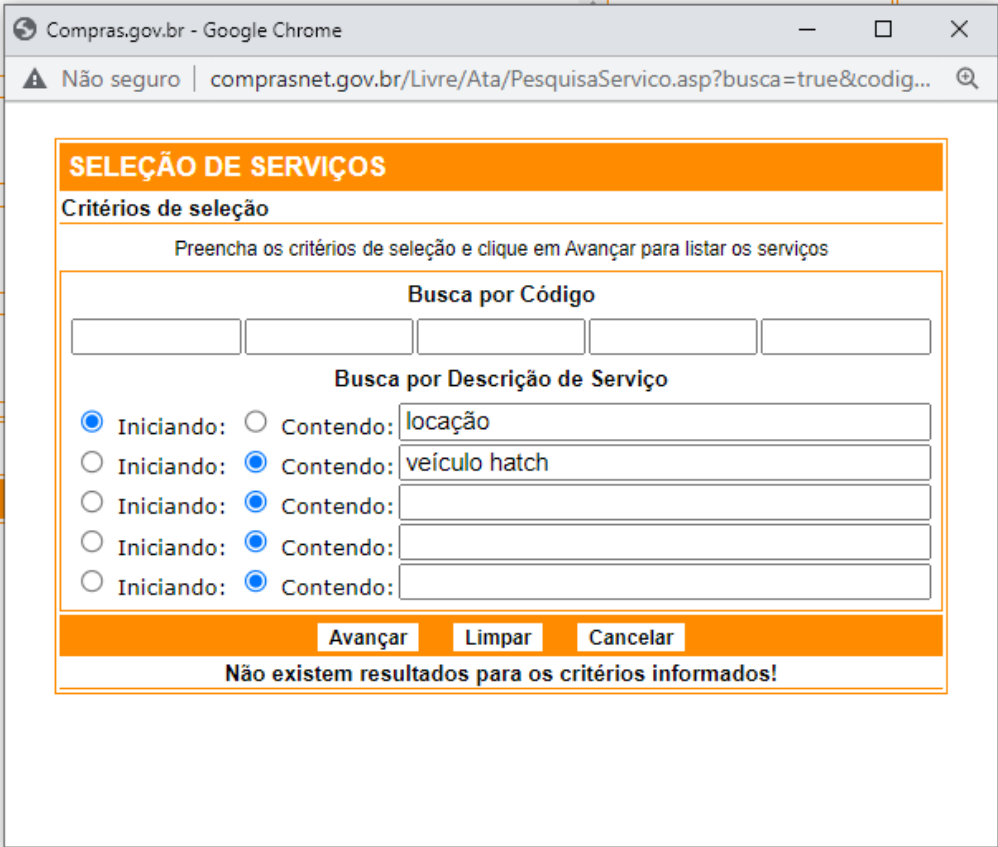 Compras.gov.br - Google Chrome
Não seguro | comprasnet.gov.br/Livre/Ata/PesquisaServico.asp?busca=true&codig...
SELEÇÃO DE SERVIÇOS
Critérios de seleção
Preencha os critérios de seleção e clique em Avançar para listar os serviços
Busca por Código
Busca por Descrição de Serviço
Iniciando: Contendo: locação
Iniciando: Contendo: veículo hatch
Iniciando: Contendo:
Iniciando: Contendo:
Iniciando: Contendo:
Avançar Limpar Cancelar
Não existem resultados para os critérios informados!